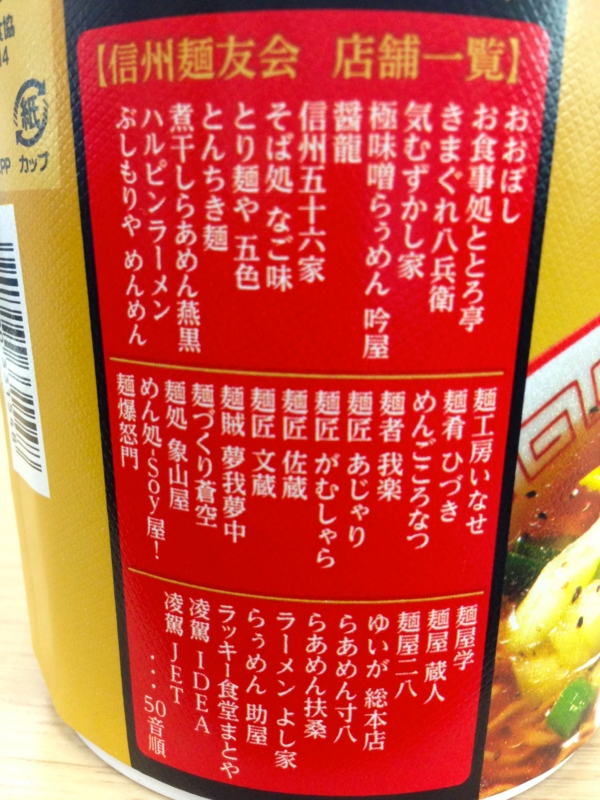 【信州麺友会　店舗一覧】
おおぼし
お食事処ととろ亭
きまぐれ八兵衛
気むずかし家
極味噌らぅめん 吟屋
醤龍
信州五十六家
そば処 なご味
とり麺や 五色
とんちき麺
煮干しらあめん燕黒
ハルピンラーメン
ぶしもりや めんめん
麺工房いなせ
麺肴 ひづき
めんごころなつ
麺者 我楽
麺匠 あじゃり
麺匠 がむしゃら
麺匠 佐蔵
麺匠 文蔵
麺賊 夢我夢中
麺づくり蒼空
麺処 象山屋
めん処-Soy屋!
麺爆怒門
麺屋学
麺屋 蔵人
麺屋二八
ゆいが 総本店
らあめん寸八
らあめん扶桑
ラーメン よし家
らぅめん 助屋
ラッキー食堂まとや
凌駕 IDEA
凌駕 JET
・・・50音順
紙
カップ